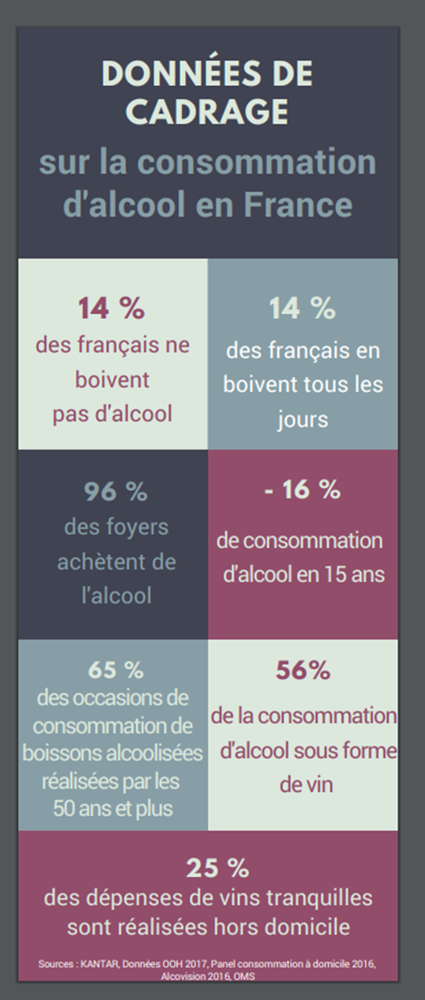 DONNÉES DE
CADRAGE
sur la consommation
d'alcool en France
14 %
des français ne
boivent
pas d'alcool
14 %
des français en
boivent tous les
jours
96 %
des foyers
achètent de
l'alcool
- 16 %
de consommation
d'alcool en 15 ans
65 %
des occasions de
consommation de
boissons alcoolisées
réalisées par les
50 ans et plus
56%
de la consommation
d'alcool sous forme
de vin
25 %
des dépenses de vins tranquilles
sont réalisées hors domicile
Sources : KANTAR, Données OOH 2017, Panel consommation à domicile 2016,
Alcovision 2016, OMS